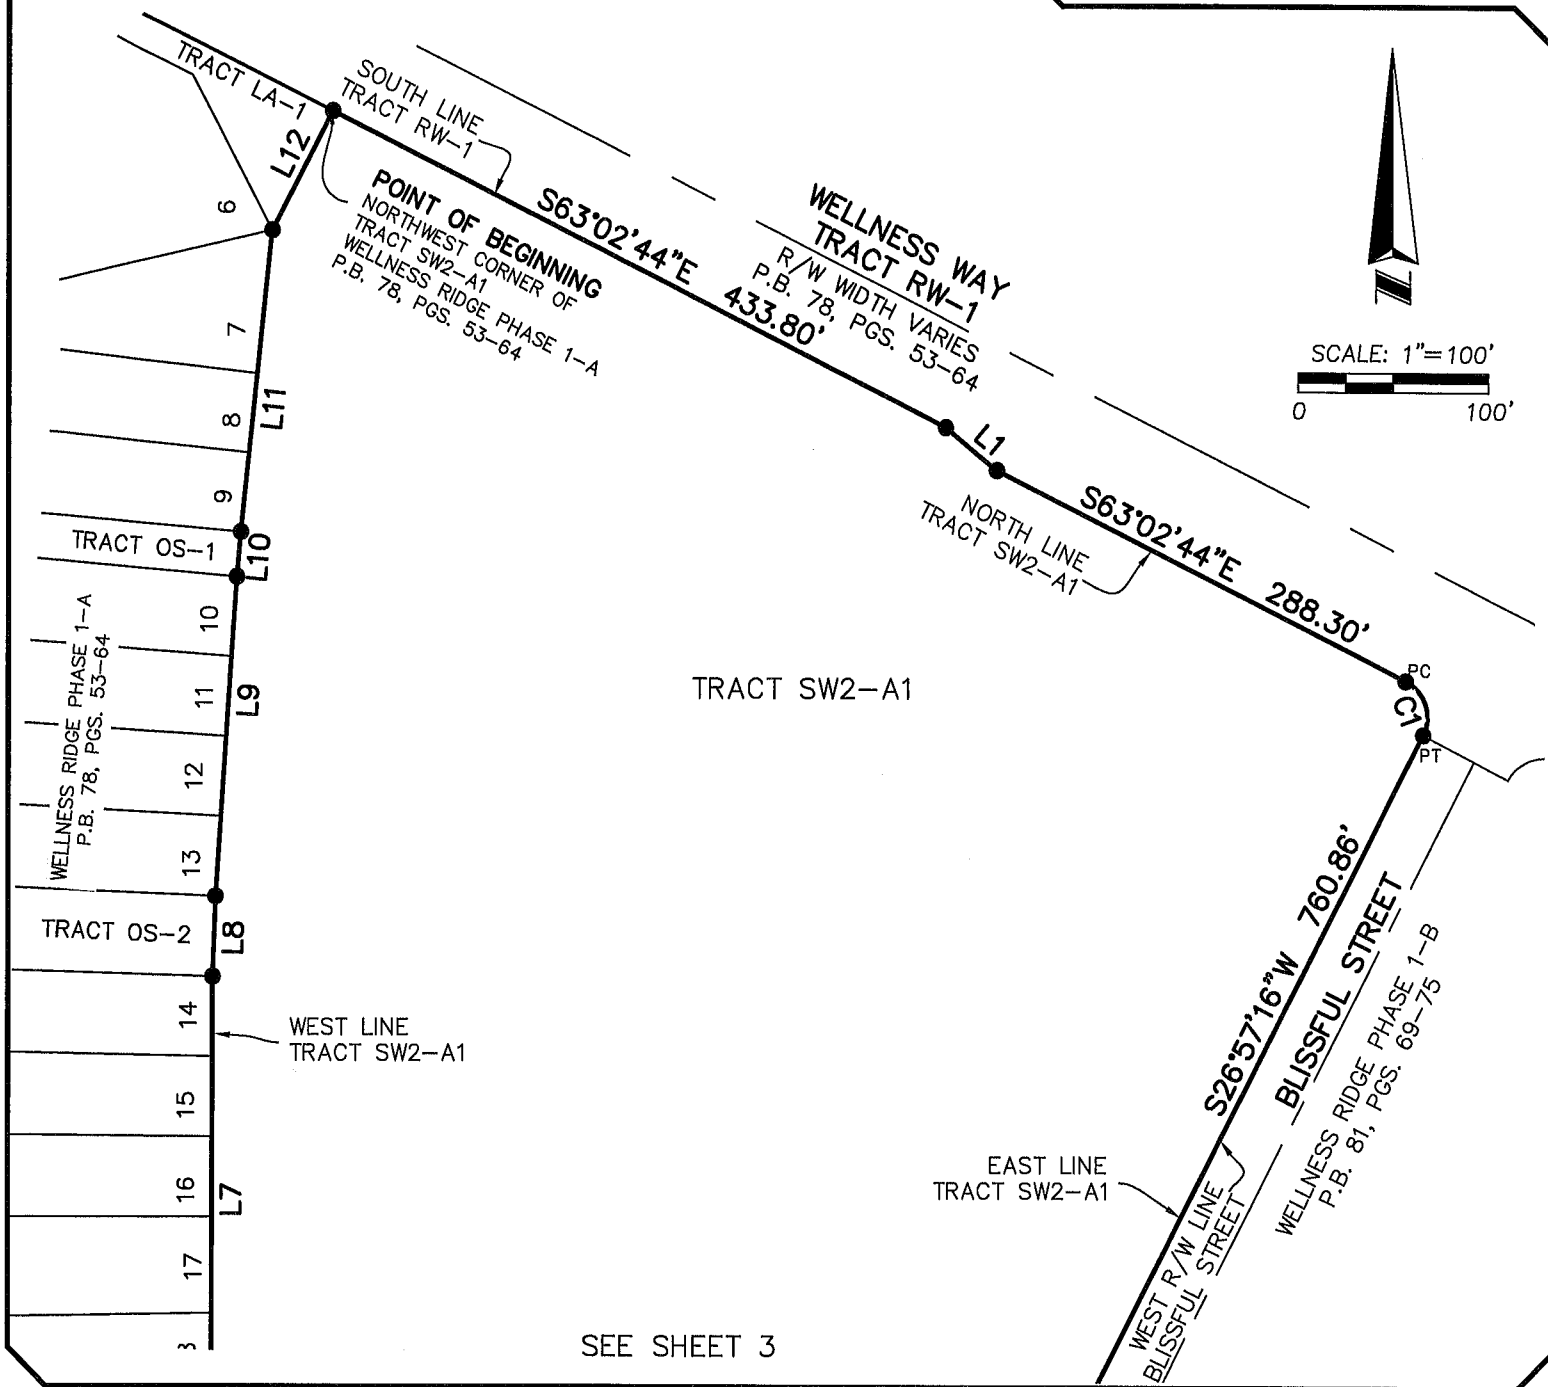 TRACT LA-1
SOUTH LINE
TRACT RW-1
L12
POINT OF BEGINNING
NORTHWEST CORNER OF
TRACT SW2-A1
WELLNESS RIDGE PHASE 1-A
P.B. 78, PGS. 53-64
S63°02'44"E 433.80'
WELLNESS WAY
TRACT RW-1
R/W WIDTH VARIES
P.B. 78, PGS. 53-64
SCALE: 1"=100'
0 100'
6
7
8
9
L11
L1
NORTH LINE
TRACT SW2-A1
S63°02'44"E 288.30'
PC
C1
PT
TRACT OS-1
L10
10
11
12
13
L9
WELLNESS RIDGE PHASE 1-A
P.B. 78, PGS. 53-64
TRACT SW2-A1
TRACT OS-2
L8
14
15
16
17
L7
WEST LINE
TRACT SW2-A1
S26°57'16"W 760.86'
BLISSFUL STREET
WELLNESS RIDGE PHASE 1-B
P.B. 81, PGS. 69-75
EAST LINE
TRACT SW2-A1
WEST R/W LINE
BLISSFUL STREET
SEE SHEET 3